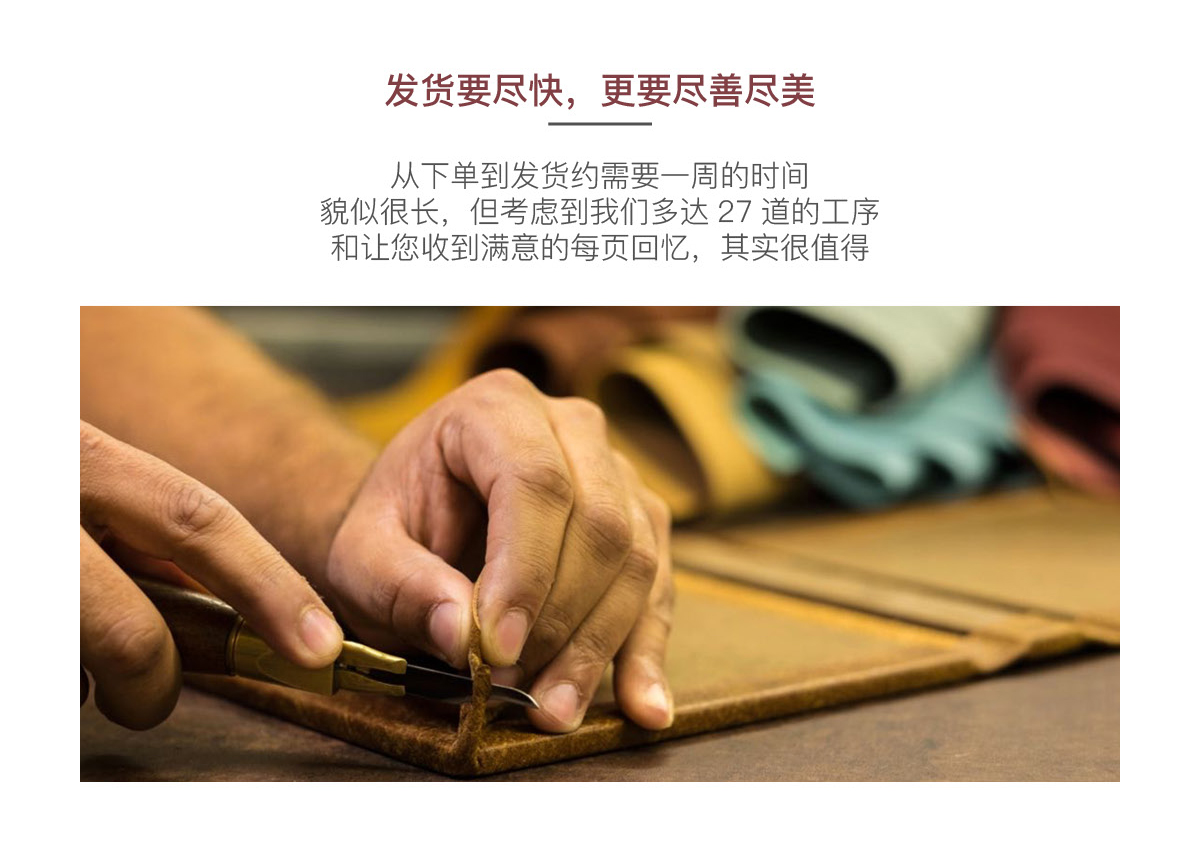 发货要尽快，更要尽善尽美
从下单到发货约需要一周的时间
貌似很长，但考虑到我们多达 27 道的工序
和让您收到满意的每页回忆，其实很值得